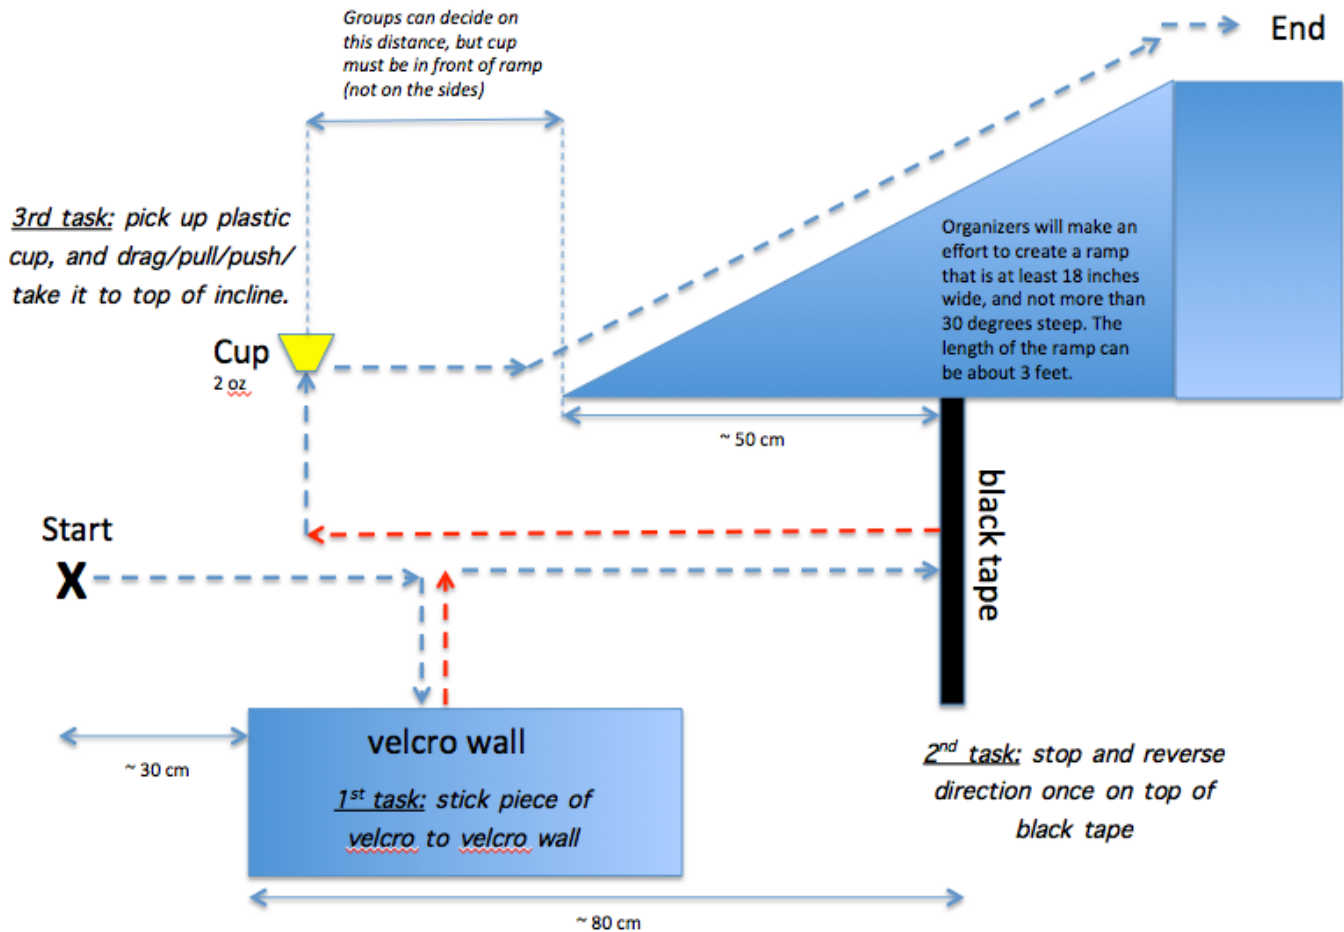 Groups can decide on
this distance, but cup
must be in front of ramp
(not on the sides)
End
3rd task: pick up plastic
cup, and drag/pull/push/
take it to top of incline.
Organizers will make an
effort to create a ramp
that is at least 18 inches
wide, and not more than
30 degrees steep. The
length of the ramp can
be about 3 feet.
Cup
2 oz
~ 50 cm
black tape
Start
X
velcro wall
~ 30 cm
1st task: stick piece of
velcro to velcro wall
2nd task: stop and reverse
direction once on top of
black tape
~ 80 cm